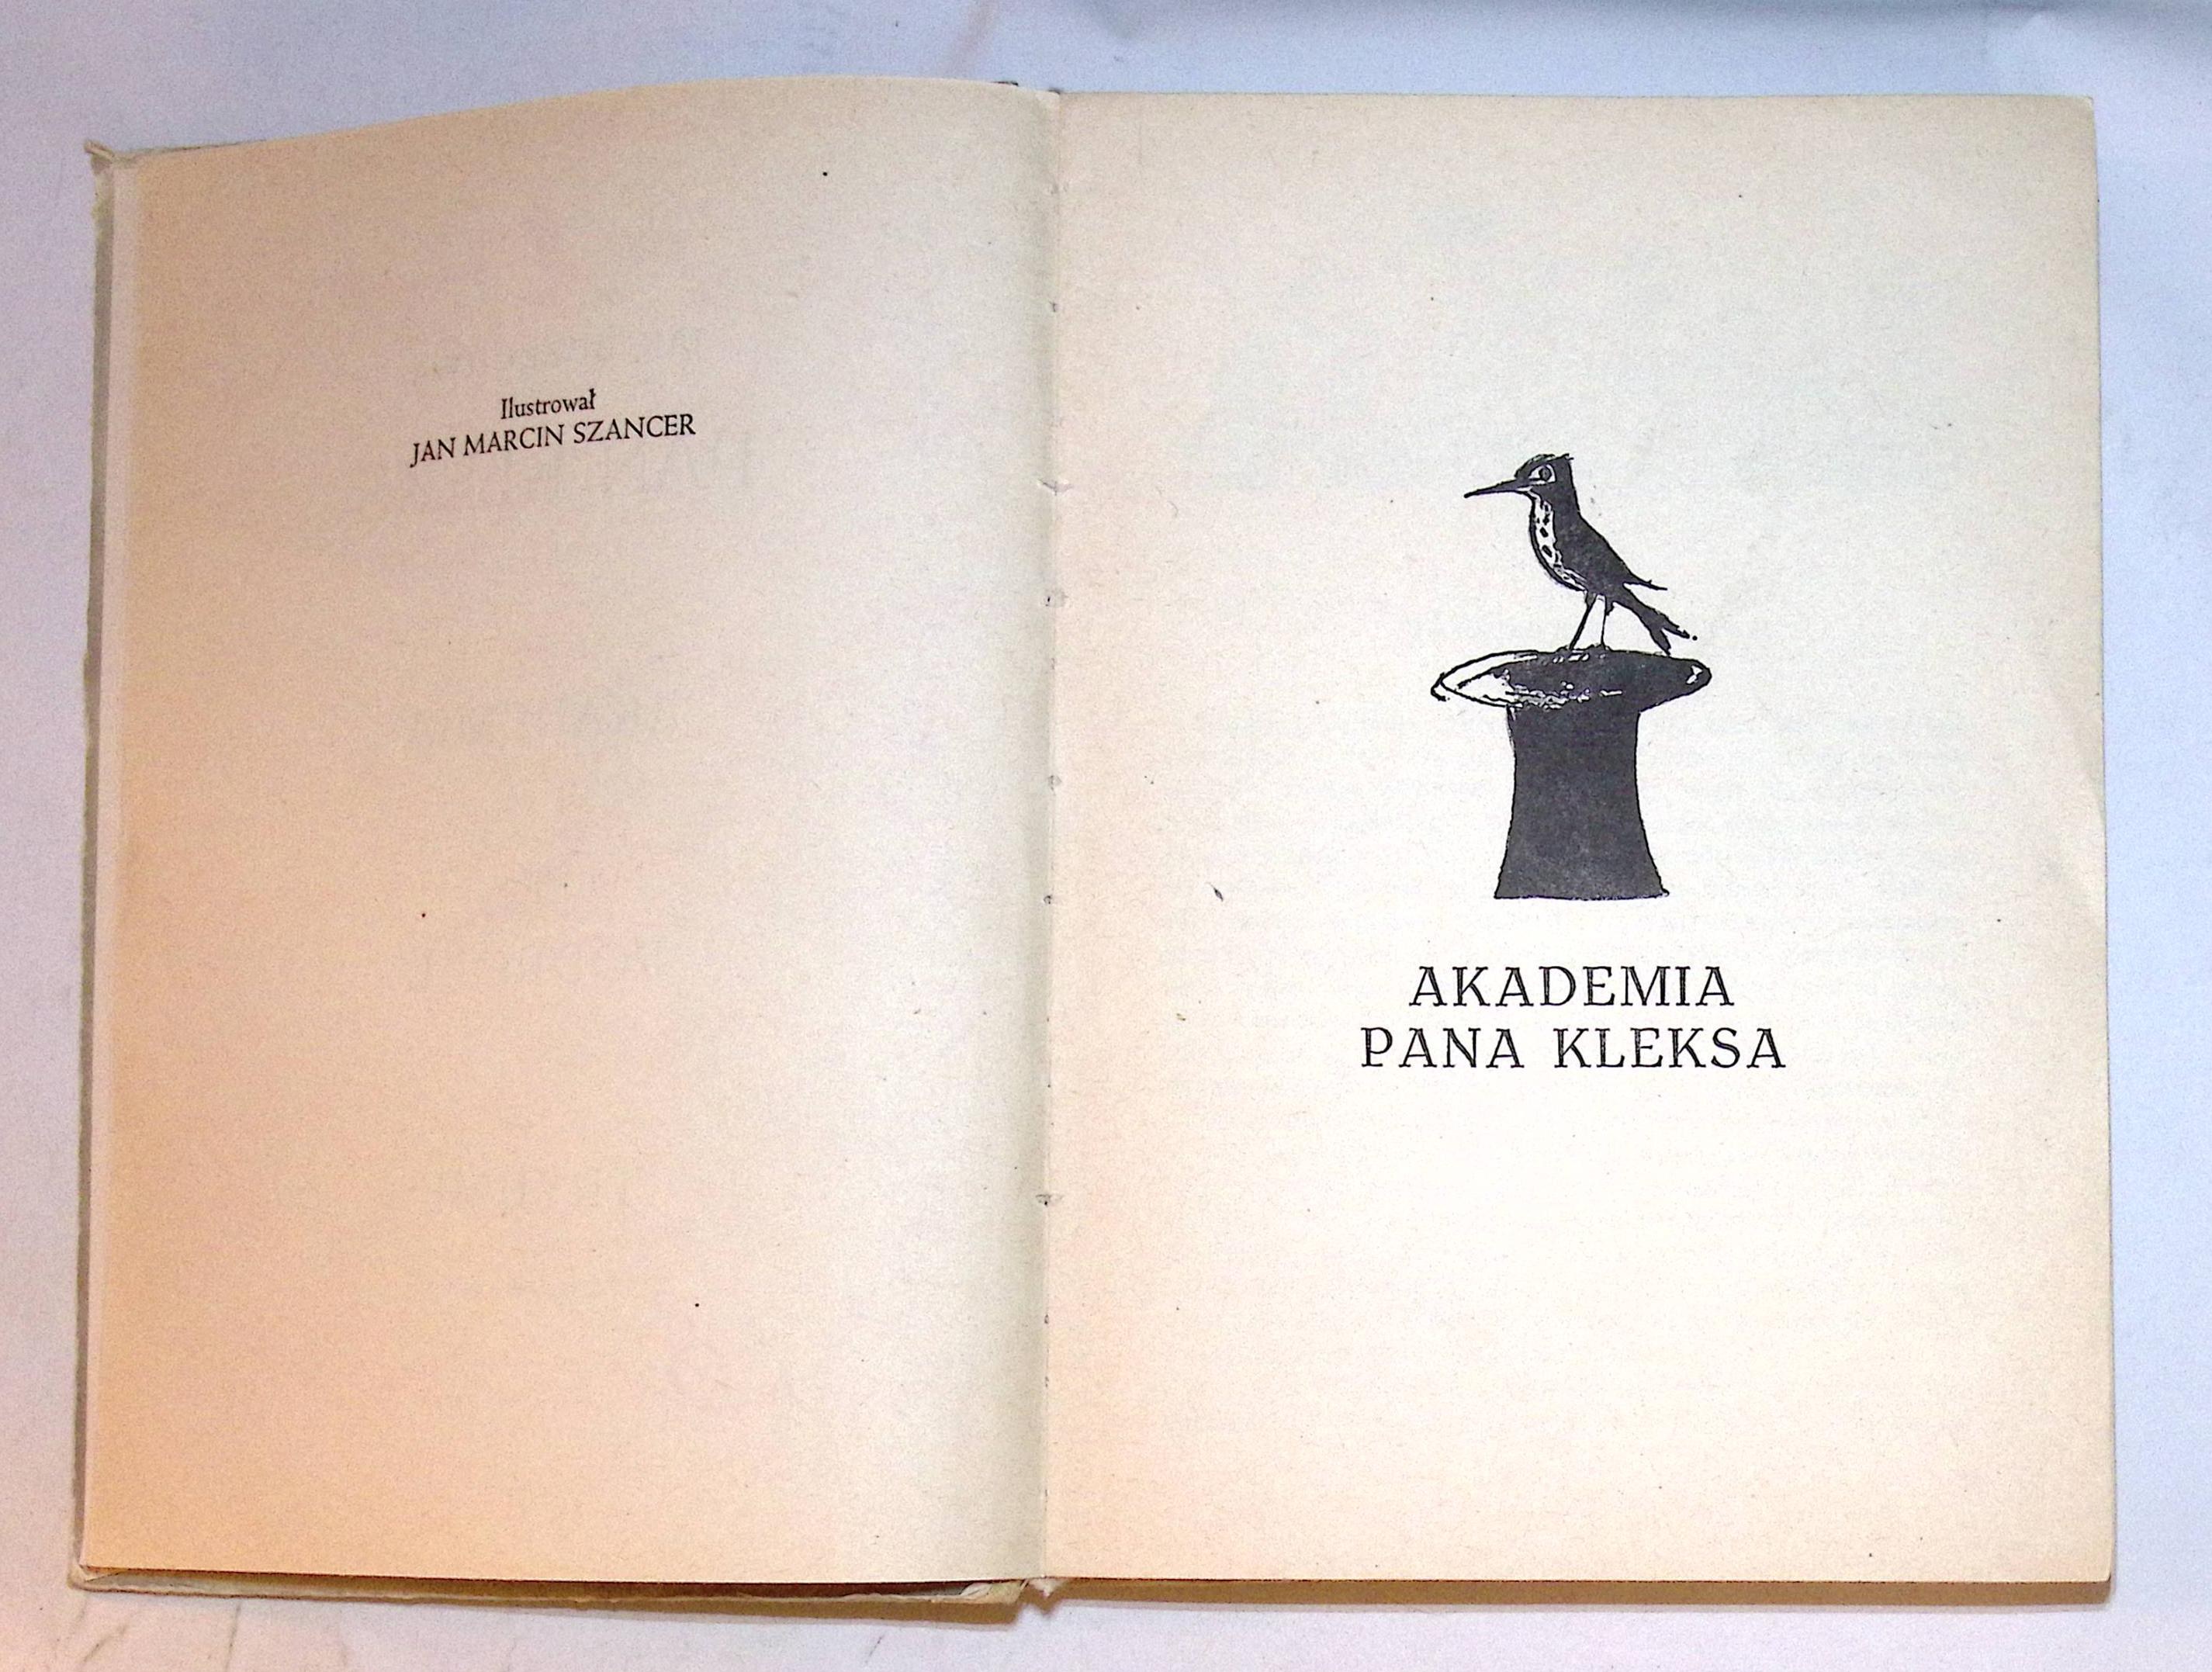 Ilustrował
JAN MARCIN SZANCER
AKADEMIA
PANA KLEKSA